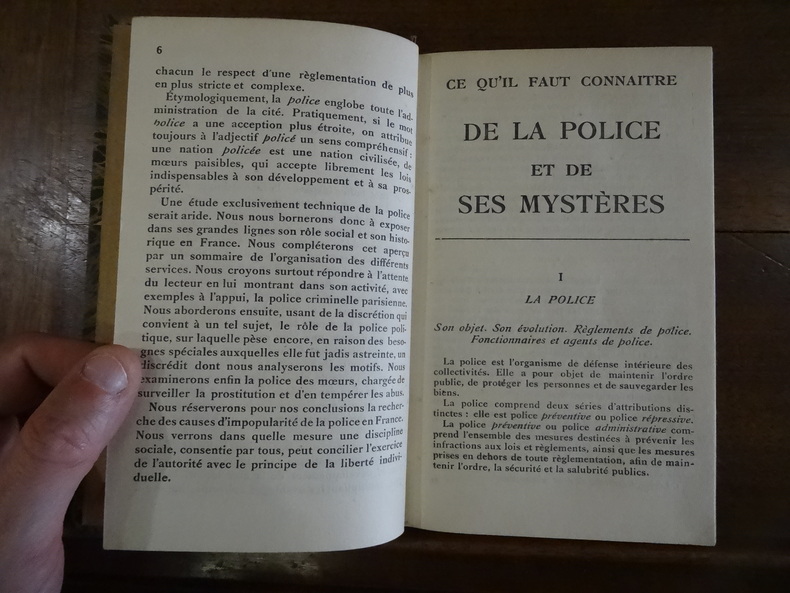 6
chacun le respect d'une règlementation de plus
en plus stricte et complexe.
Étymologiquement, la police englobe toute l'ad-
ministration de la cité. Pratiquement, si le mot
police a une acception plus étroite, on attribue
toujours à l'adjectif policé un sens compréhensif :
une nation policée est une nation civilisée, de
mœurs paisibles, qui accepte librement les lois
indispensables à son développement et à sa pros-
périté.
Une étude exclusivement technique de la police
serait aride. Nous nous bornerons donc à exposer
dans ses grandes lignes son rôle social et son histo-
rique en France. Nous compléterons cet aperçu
par un sommaire de l'organisation des différents
services. Nous croyons surtout répondre à l'attente
du lecteur en lui montrant dans son activité, avec
exemples à l'appui, la police criminelle parisienne.
Nous aborderons ensuite, usant de la discrétion qui
convient à un tel sujet, le rôle de la police poli-
tique, sur laquelle pèse encore, en raison des beso-
gnes spéciales auxquelles elle fut jadis astreinte, un
discrédit dont nous analyserons les motifs. Nous
examinerons enfin la police des mœurs, chargée de
surveiller la prostitution et d'en tempérer les abus.
Nous réserverons pour nos conclusions la recher-
che des causes d'impopularité de la police en France.
Nous verrons dans quelle mesure une discipline
sociale, consentie par tous, peut concilier l'exercice
de l'autorité avec le principe de la liberté indivi-
duelle.
CE QU'IL FAUT CONNAITRE
DE LA POLICE
ET DE
SES MYSTÈRES
I
LA POLICE
Son objet. Son évolution. Règlements de police.
Fonctionnaires et agents de police.
La police est l'organisme de défense intérieure des
collectivités. Elle a pour objet de maintenir l'ordre
public, de protéger les personnes et de sauvegarder les
biens.
La police comprend deux séries d'attributions dis-
tinctes : elle est police préventive ou police répressive.
La police préventive ou police administrative com-
prend l'ensemble des mesures destinées à prévenir les
infractions aux lois et règlements, ainsi que les mesures
prises en dehors de toute règlementation, afin de main-
tenir l'ordre, la sécurité et la salubrité publics.